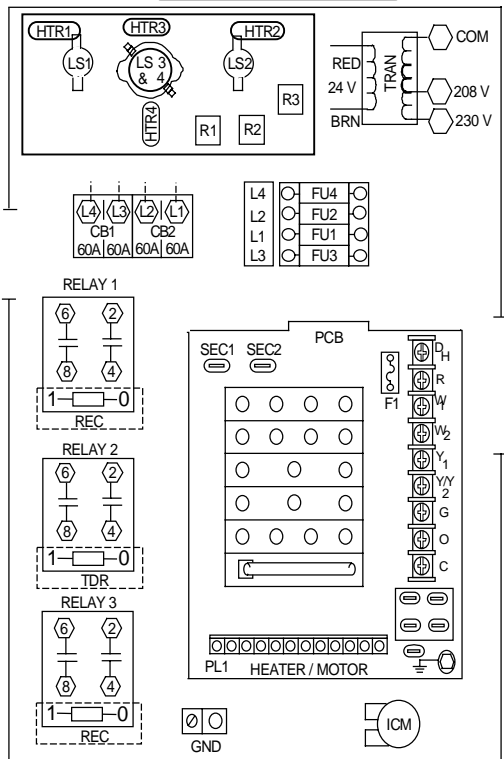 HTR1 HTR3 HTR2
LS1 LS 3 & 4 LS2
HTR4
R1 R2 R3
RED
24 V
BRN
TRAN
COM
208 V
230 V
L4 L3 L2 L1
CB1 CB2
60A 60A 60A 60A
L4 FU4
L2 FU2
L1 FU1
L3 FU3
RELAY 1
6 2
8 4
1 0
REC
RELAY 2
6 2
8 4
1 0
TDR
RELAY 3
6 2
8 4
1 0
REC
PCB
SEC1 SEC2
F1
DH
R
W1
W2
Y1
Y/Y2
G
O
C
PL1 HEATER / MOTOR
GND
ICM